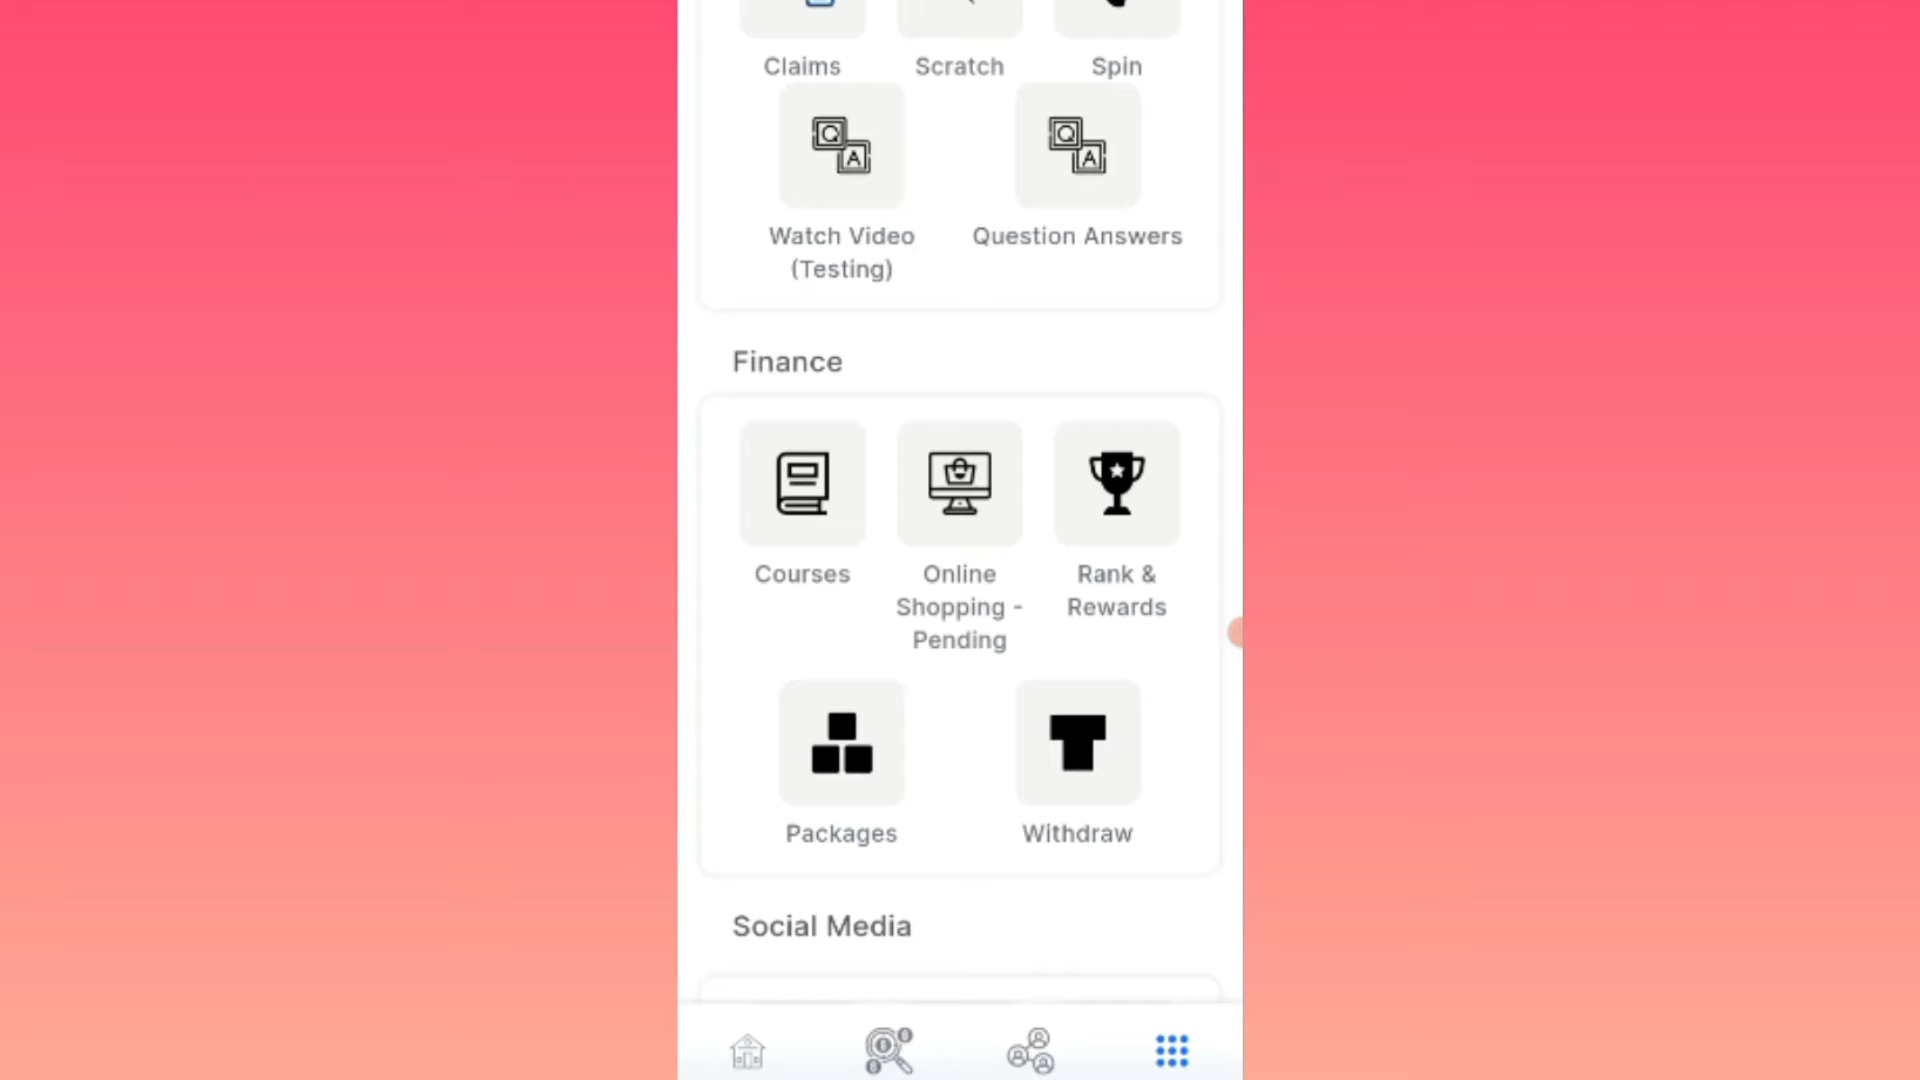 Claims
Scratch
Spin
Q
A
Q
A
Watch Video
(Testing)
Question Answers
Finance
Courses
Online
Shopping -
Pending
Rank &
Rewards
Packages
Withdraw
Social Media